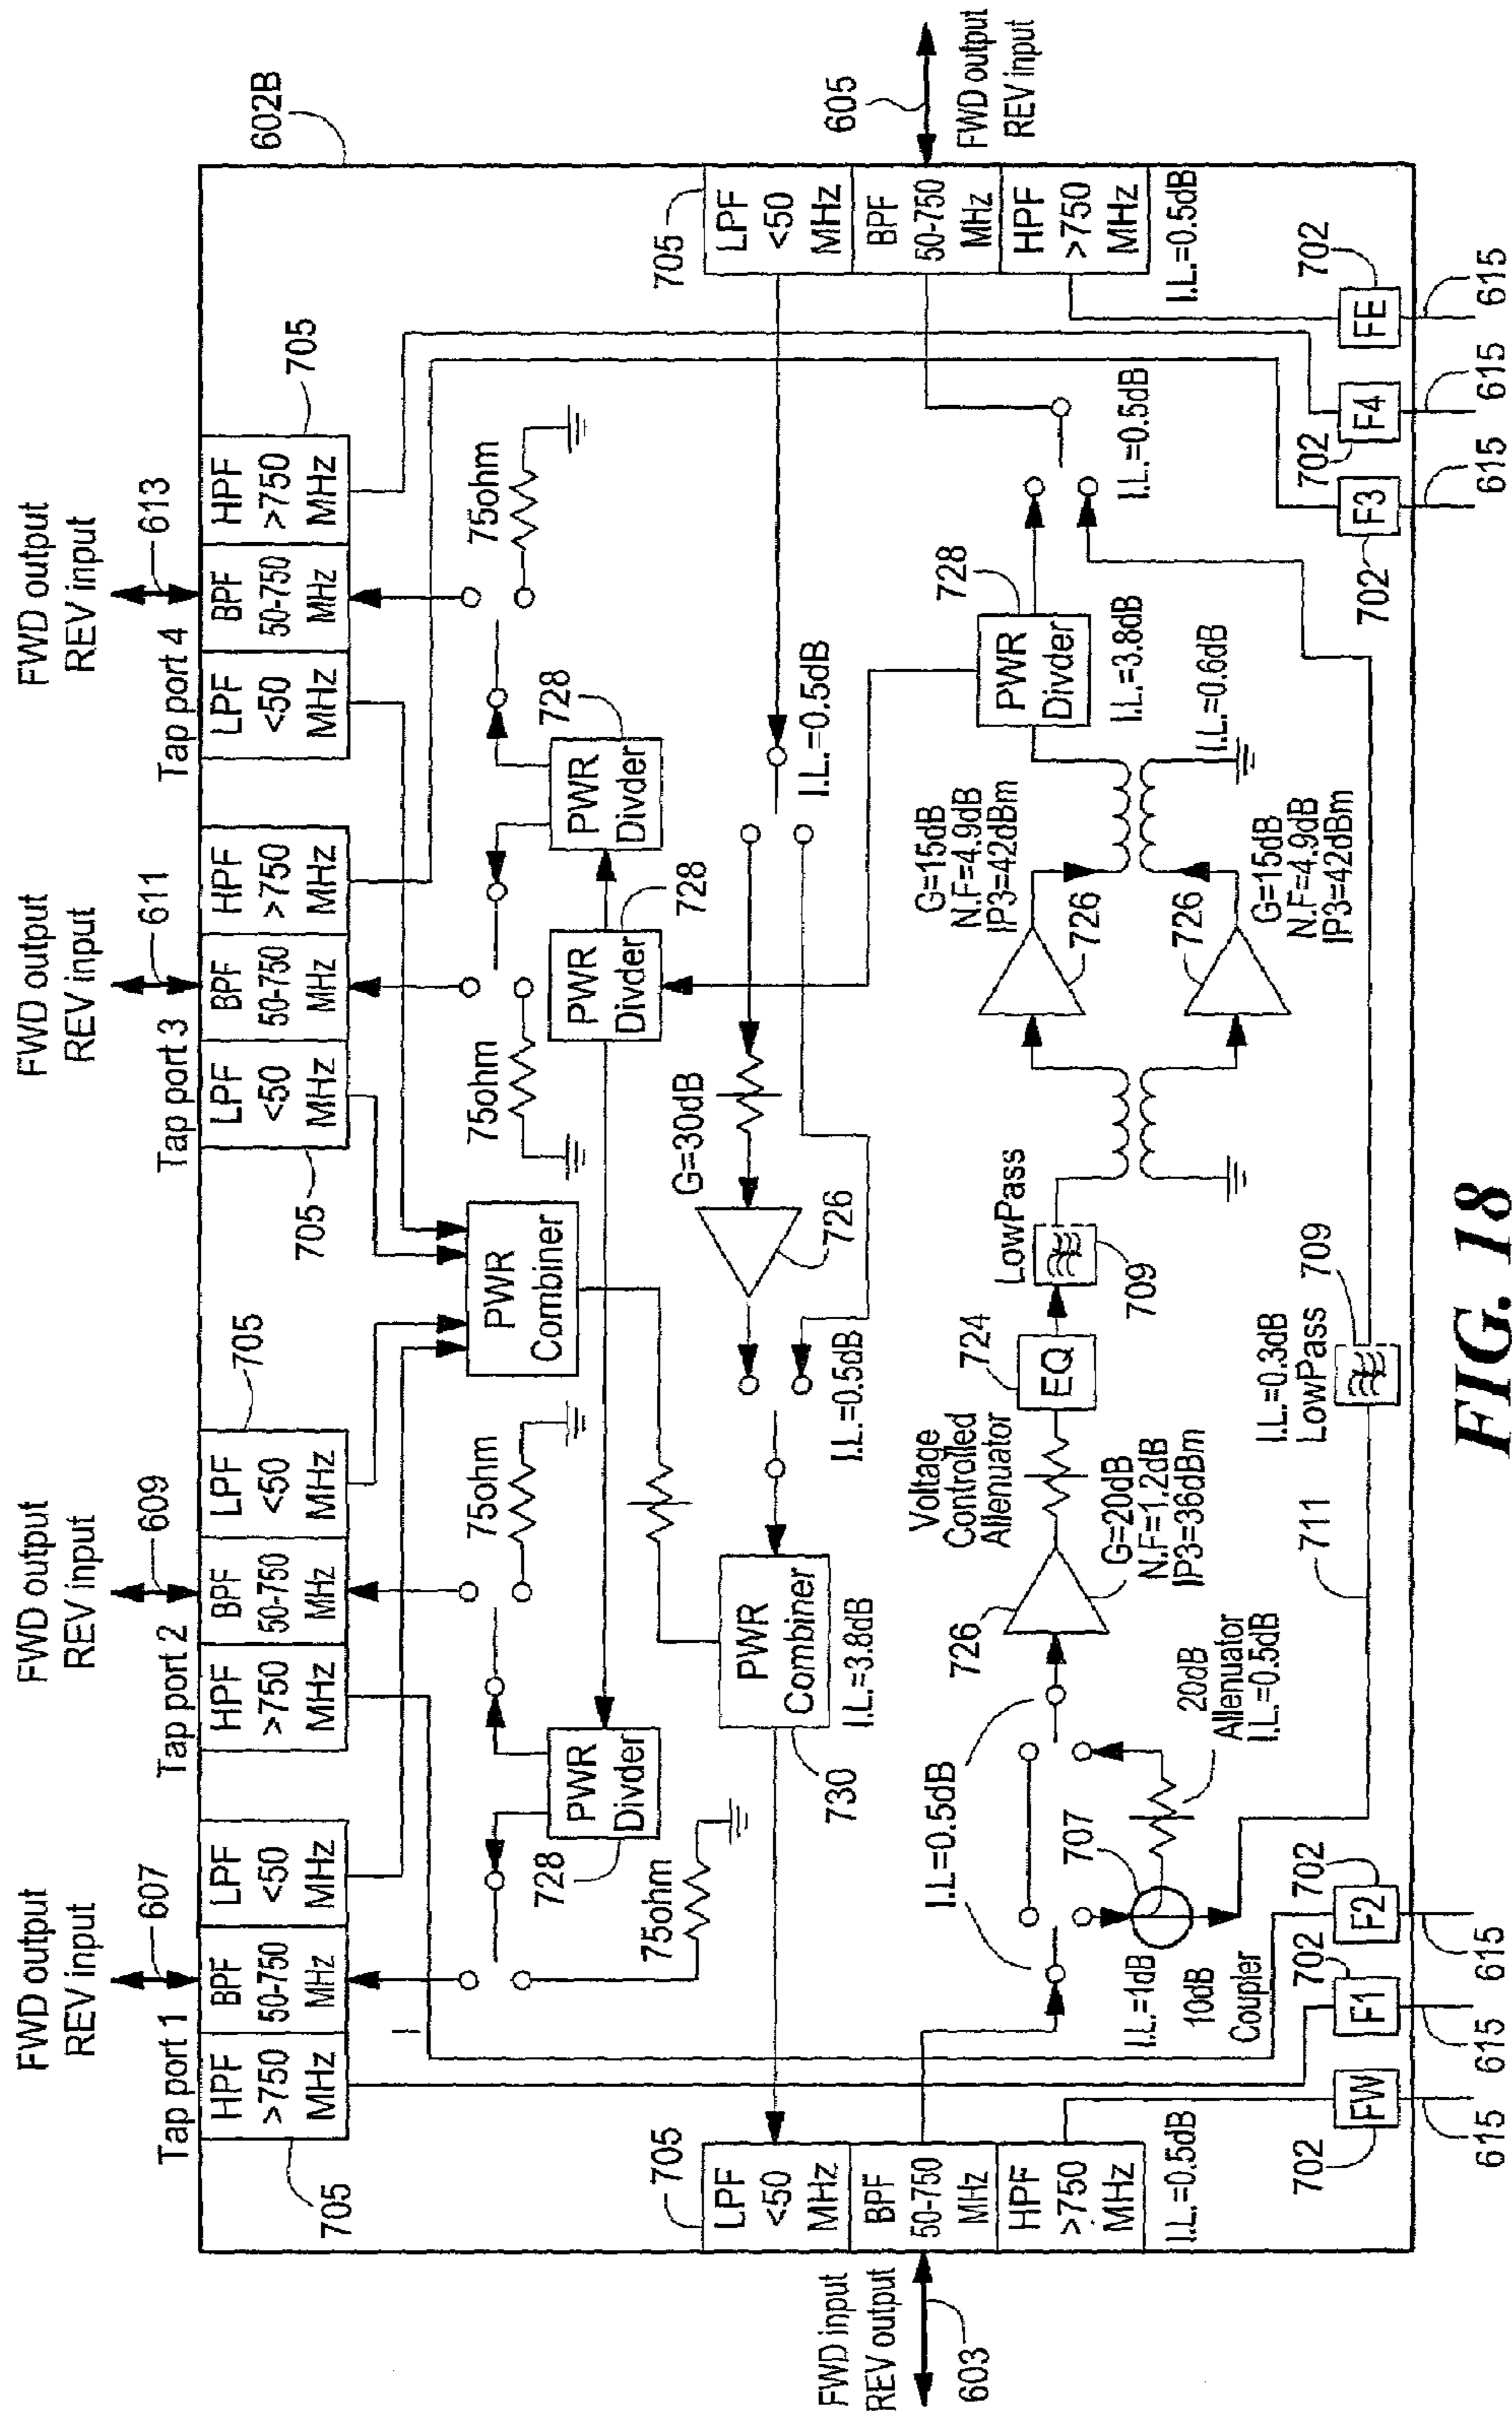 FWD output
REV input
607
FWD output
REV input
609
FWD output
REV input
611
FWD output
REV input
613
Tap port 1
Tap port 2
Tap port 3
Tap port 4
602B
HPF
>750
MHz
BPF
50-750
MHz
LPF
<50
MHz
705
HPF
>750
MHz
BPF
50-750
MHz
LPF
<50
MHz
705
LPF
<50
MHz
BPF
50-750
MHz
HPF
>750
MHz
705
LPF
<50
MHz
BPF
50-750
MHz
HPF
>750
MHz
705
75ohm
75ohm
75ohm
75ohm
PWR
Divder
728
PWR
Combiner
PWR
Divder
728
PWR
Divder
728
G=30dB
726
I.L.=0.5dB
I.L.=0.5dB
PWR
Combiner
I.L.=3.8dB
730
705
LPF
<50
MHz
BPF
50-750
MHz
HPF
>750
MHz
I.L.=0.5dB
FWD input
REV output
603
705
LPF
<50
MHz
BPF
50-750
MHz
HPF
>750
MHz
I.L.=0.5dB
605
FWD output
REV input
I.L.=0.5dB
707
I.L.=1dB
10dB
Coupler
20dB
Allenuator
I.L.=0.5dB
726
G=20dB
N.F=1.2dB
IP3=36dBm
Voltage
Controlled
Allenuator
724
EQ
LowPass
709
G=15dB
N.F=4.9dB
IP3=42dBm
726
726
G=15dB
N.F=4.9dB
IP3=42dBm
I.L.=0.6dB
728
PWR
Divder
I.L.=3.8dB
I.L.=0.5dB
711
I.L.=0.3dB
LowPass
709
702
FW
615
702
F1
615
702
F2
615
702
F3
615
702
F4
615
702
FE
615
FIG. 18